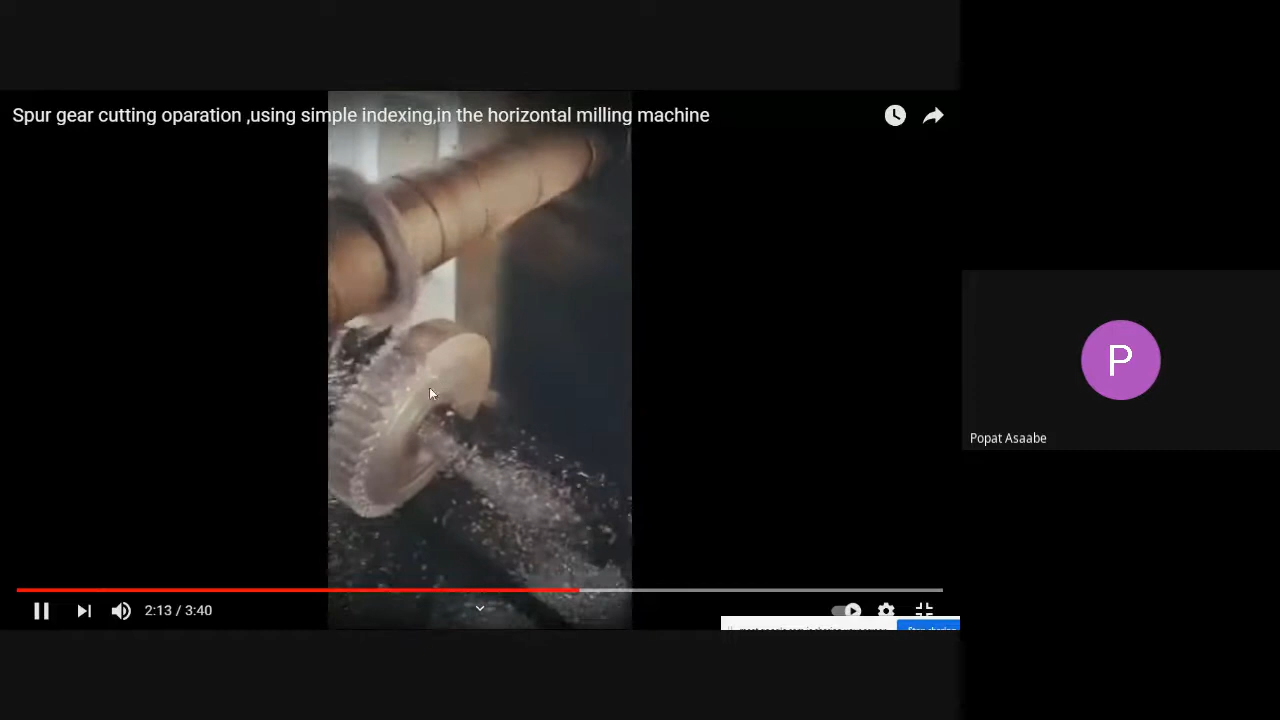 Spur gear cutting oparation ,using simple indexing,in the horizontal milling machine
P
Popat Asaabe
2:13 / 3:40